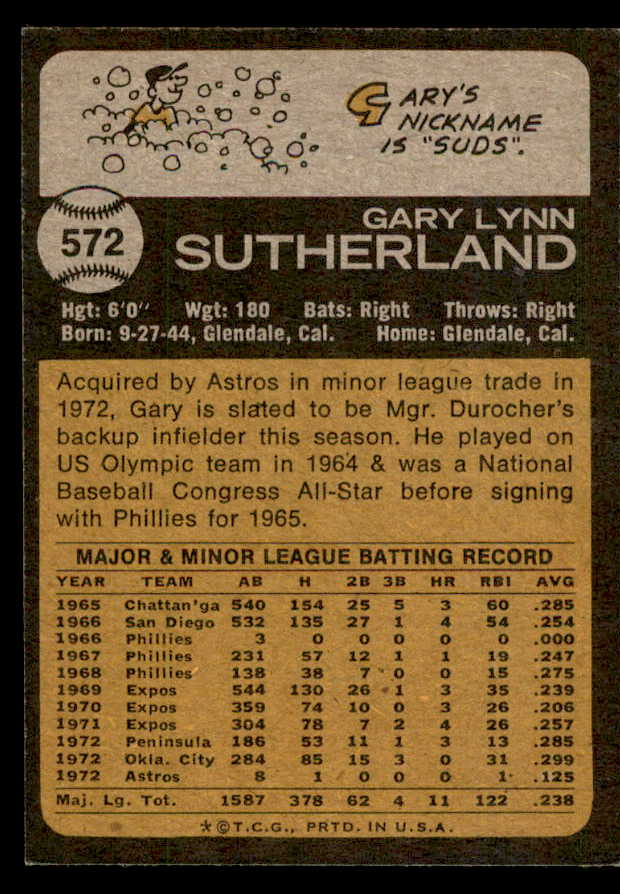 GARY'S
NICKNAME
IS "SUDS".
572
GARY LYNN
SUTHERLAND
Hgt: 6'0" Wgt: 180 Bats: Right Throws: Right
Born: 9-27-44, Glendale, Cal. Home: Glendale, Cal.
Acquired by Astros in minor league trade in
1972, Gary is slated to be Mgr. Durocher's
backup infielder this season. He played on
US Olympic team in 1964 & was a National
Baseball Congress All-Star before signing
with Phillies for 1965.
MAJOR & MINOR LEAGUE BATTING RECORD
YEAR TEAM AB H 2B 3B HR RBI AVG
1965 Chattan'ga 540 154 25 5 3 60 .285
1966 San Diego 532 135 27 1 4 54 .254
1966 Phillies 3 0 0 0 0 0 .000
1967 Phillies 231 57 12 1 1 19 .247
1968 Phillies 138 38 7 0 0 15 .275
1969 Expos 544 130 26 1 3 35 .239
1970 Expos 359 74 10 0 3 26 .206
1971 Expos 304 78 7 2 4 26 .257
1972 Peninsula 186 53 11 1 3 13 .285
1972 Okla. City 284 85 15 3 0 31 .299
1972 Astros 8 1 0 0 0 1 .125
Maj. Lg. Tot. 1587 378 62 4 11 122 .238
*©T.C.G., PRTD. IN U.S.A.